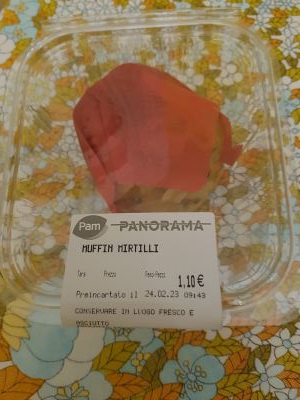 Pam PANORAMA
MUFFIN MIRTILLI
Tara Prezzo Peso/Pezzo
1,10€
Preincartato il 24.02.23 09:43
CONSERVARE IN LUOGO FRESCO E
ASCIUTTO